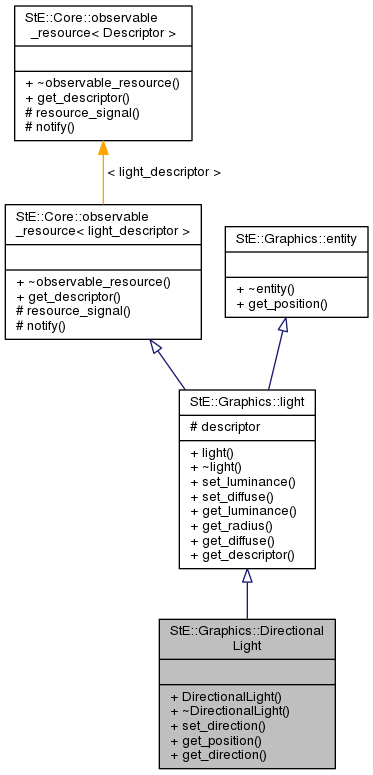 StE::Core::observable
_resource< Descriptor >
+ ~observable_resource()
+ get_descriptor()
# resource_signal()
# notify()
< light_descriptor >
StE::Core::observable
_resource< light_descriptor >
+ ~observable_resource()
+ get_descriptor()
# resource_signal()
# notify()
StE::Graphics::entity
+ ~entity()
+ get_position()
StE::Graphics::light
# descriptor
+ light()
+ ~light()
+ set_luminance()
+ set_diffuse()
+ get_luminance()
+ get_radius()
+ get_diffuse()
+ get_descriptor()
StE::Graphics::Directional
Light
+ DirectionalLight()
+ ~DirectionalLight()
+ set_direction()
+ get_position()
+ get_direction()